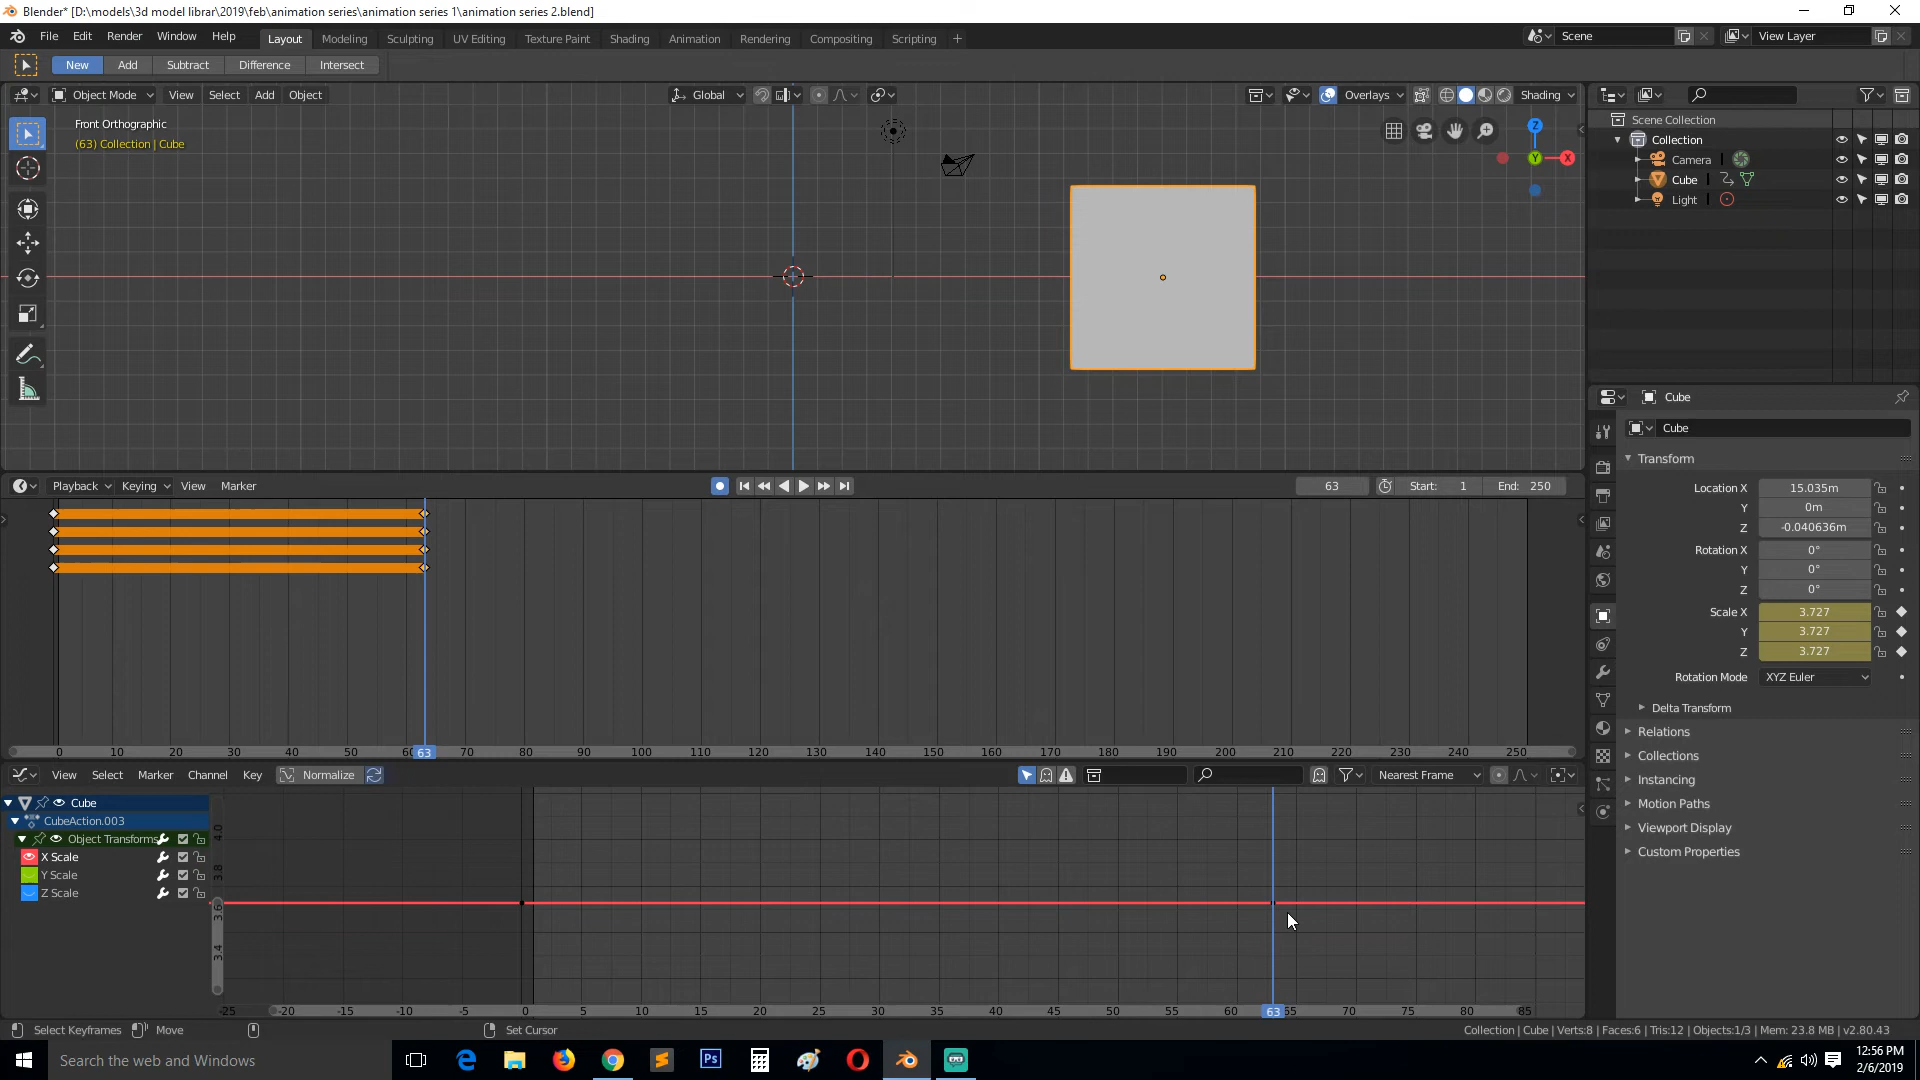 Blender* [D:\models\3d model librar\2019\feb\animation series\animation series 1\animation series 2.blend]
File Edit Render Window Help Layout Modeling Sculpting UV Editing Texture Paint Shading Animation Rendering Compositing Scripting + Scene View Layer
New Add Subtract Difference Intersect
Object Mode View Select Add Object Global Overlays Shading
Front Orthographic
(63) Collection | Cube
Z
Y X
Scene Collection
Collection
Camera
Cube
Light
Cube
Cube
Transform
Location X 15.035m
Y 0m
Z -0.040636m
Rotation X 0°
Y 0°
Z 0°
Scale X 3.727
Y 3.727
Z 3.727
Rotation Mode XYZ Euler
Delta Transform
Relations
Collections
Instancing
Motion Paths
Viewport Display
Custom Properties
Playback Keying View Marker 63 Start: 1 End: 250
0 10 20 30 40 50 60 63 70 80 90 100 110 120 130 140 150 160 170 180 190 200 210 220 230 240 250
View Select Marker Channel Key Normalize Nearest Frame
Cube
CubeAction.003
Object Transforms
X Scale
Y Scale
Z Scale
4.0
3.8
3.6
3.4
-25 -20 -15 -10 -5 0 5 10 15 20 25 30 35 40 45 50 55 60 63 65 70 75 80 85
Select Keyframes Move Set Cursor Collection | Cube | Verts:8 | Faces:6 | Tris:12 | Objects:1/3 | Mem: 23.8 MB | v2.80.43
Search the web and Windows
Ps
12:56 PM
2/6/2019